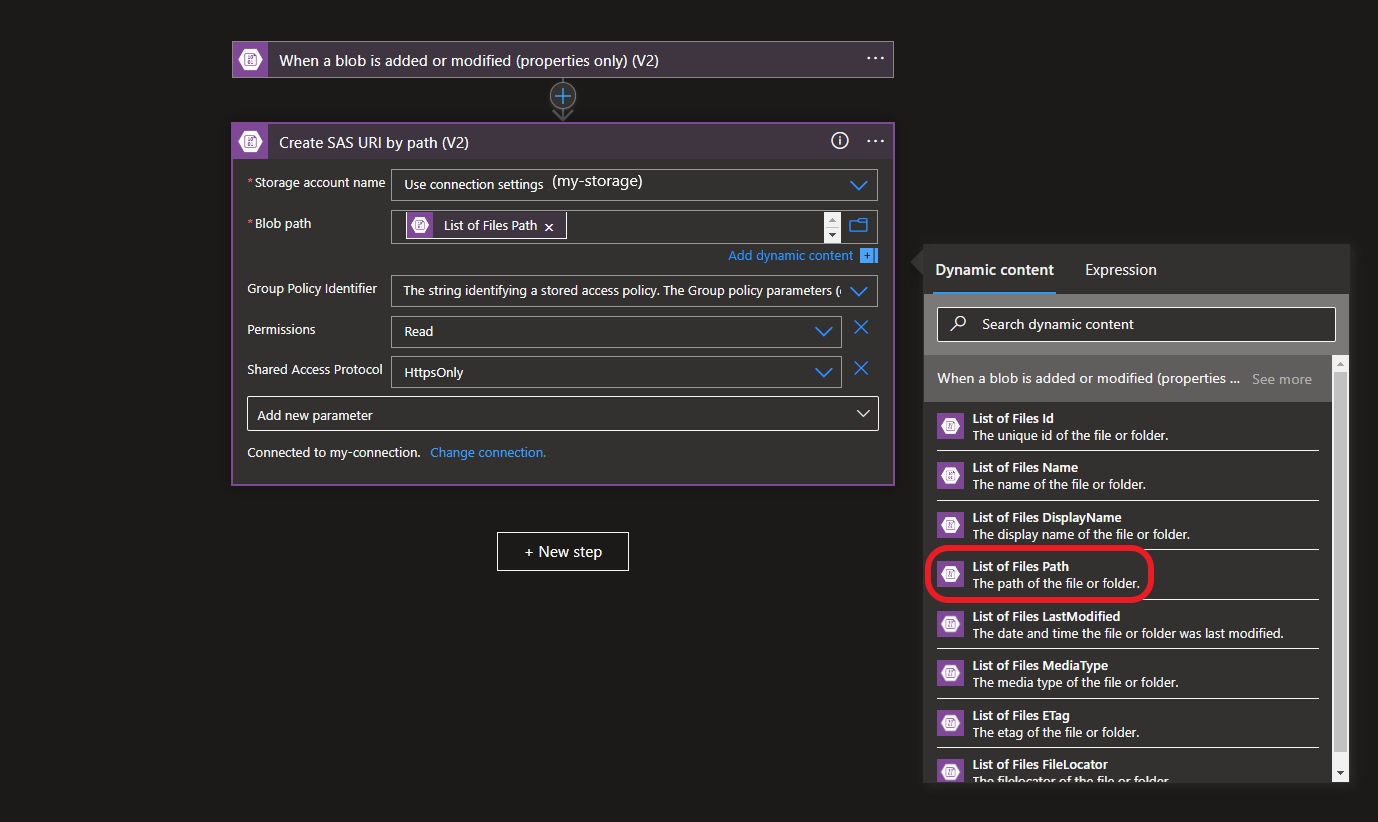 When a blob is added or modified (properties only) (V2)
Create SAS URI by path (V2)
*Storage account name
Use connection settings (my-storage)
*Blob path
List of Files Path
Add dynamic content
Group Policy Identifier
The string identifying a stored access policy. The Group policy parameters (
Permissions
Read
Shared Access Protocol
HttpsOnly
Add new parameter
Connected to my-connection. Change connection.
+ New step
Dynamic content Expression
Search dynamic content
When a blob is added or modified (properties ... See more
List of Files Id
The unique id of the file or folder.
List of Files Name
The name of the file or folder.
List of Files DisplayName
The display name of the file or folder.
List of Files Path
The path of the file or folder.
List of Files LastModified
The date and time the file or folder was last modified.
List of Files MediaType
The media type of the file or folder.
List of Files ETag
The etag of the file or folder.
List of Files FileLocator
The filelocator of the file or folder